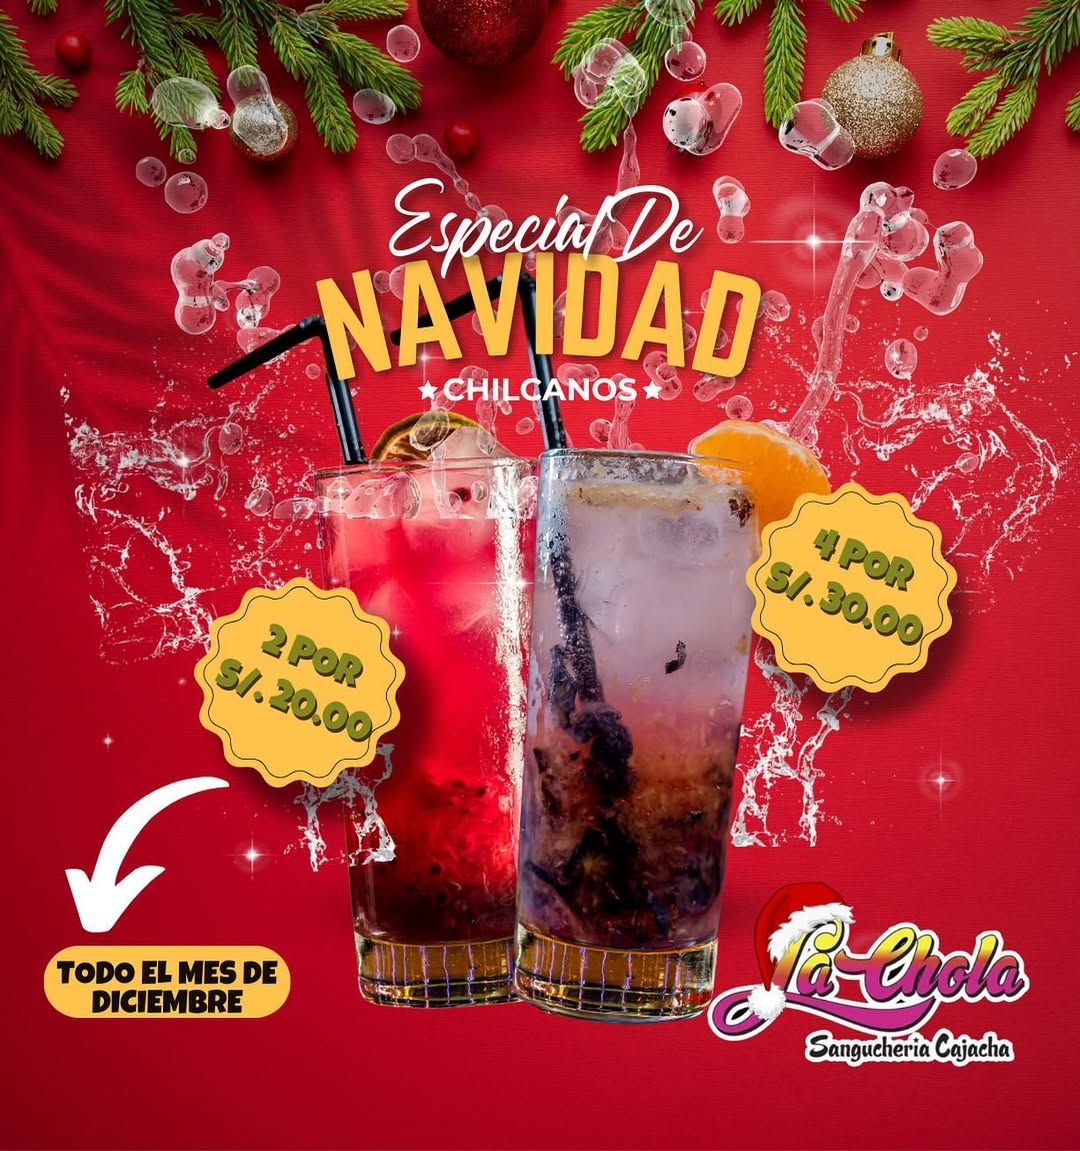 Especial De
NAVIDAD
★CHILCANOS★
4 POR
S/. 30.00
2 POR
S/. 20.00
TODO EL MES DE
DICIEMBRE
La Chola
Sangucheria Cajacha